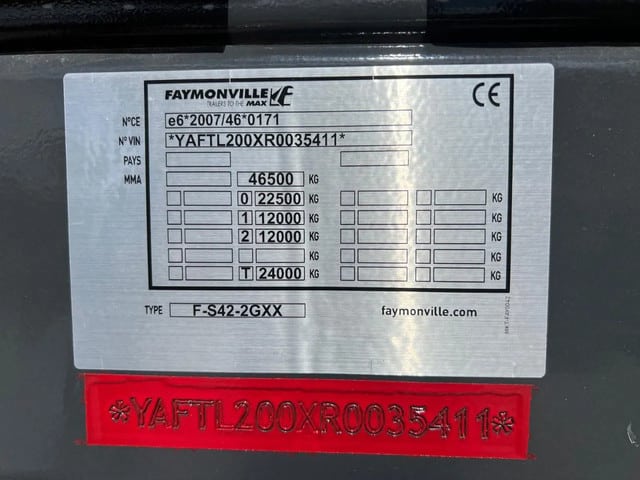 FAYMONVILLE
TRAILERS TO THE MAX
CE
N°CE e6*2007/46*0171
N° VIN *YAFTL200XR0035411*
PAYS
MMA 46500 KG
0 22500 KG KG
1 12000 KG KG
2 12000 KG KG
KG KG
T 24000 KG KG
TYPE F-S42-2GXX faymonville.com
*YAFTL200XR0035411*